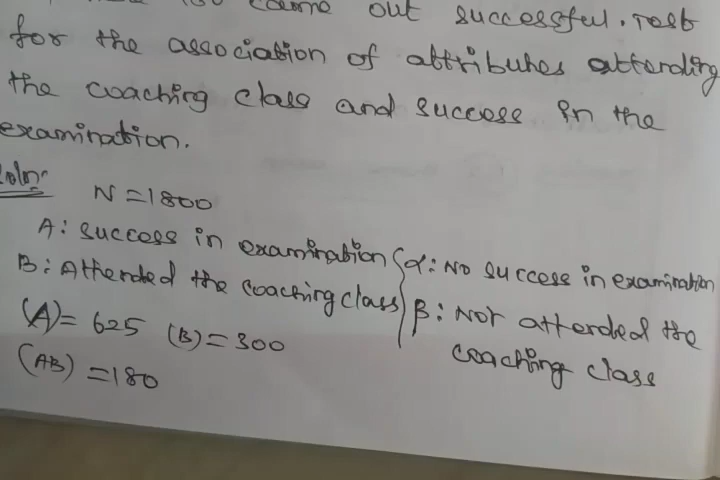 came out successful. Test
for the association of attributes attending
the coaching class and success in the
examination.
Soln:
N = 1800
A: success in examination α: No success in examination
B: Attended the coaching class β: Not attended the
coaching class
(A) = 625 (B) = 300
(AB) = 180